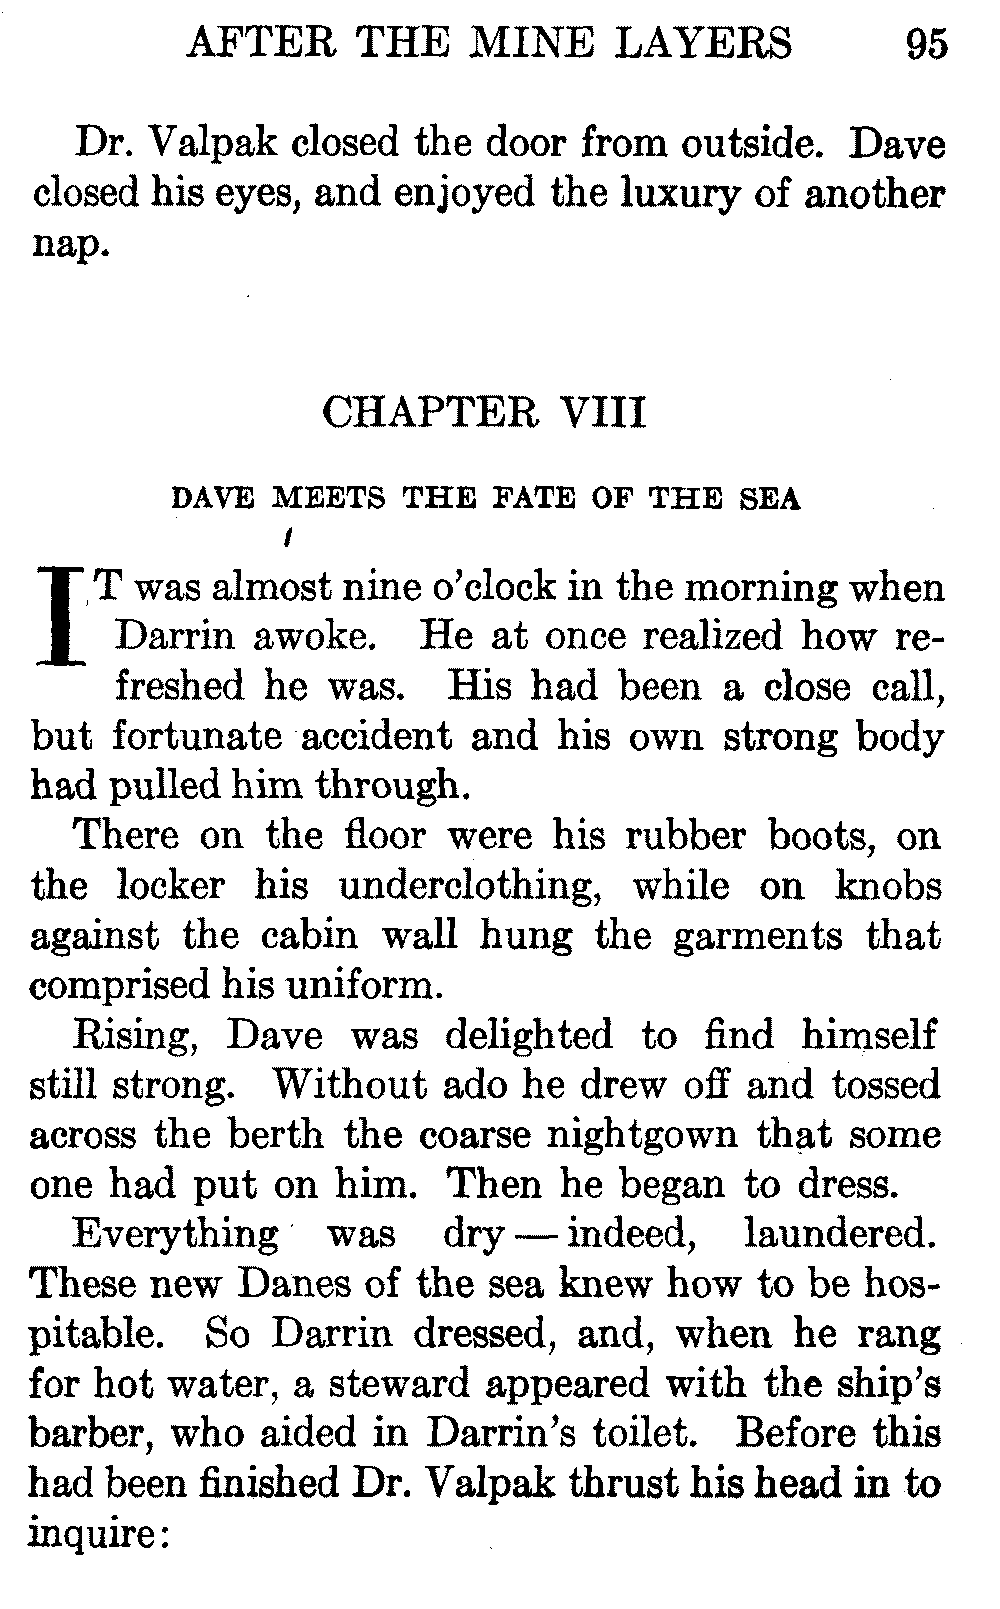 AFTER THE MINE LAYERS 95
Dr. Valpak closed the door from outside. Dave
closed his eyes, and enjoyed the luxury of another
nap.
CHAPTER VIII
DAVE MEETS THE FATE OF THE SEA
IT was almost nine o'clock in the morning when
Darrin awoke. He at once realized how re-
freshed he was. His had been a close call,
but fortunate accident and his own strong body
had pulled him through.
There on the floor were his rubber boots, on
the locker his underclothing, while on knobs
against the cabin wall hung the garments that
comprised his uniform.
Rising, Dave was delighted to find himself
still strong. Without ado he drew off and tossed
across the berth the coarse nightgown that some
one had put on him. Then he began to dress.
Everything was dry — indeed, laundered.
These new Danes of the sea knew how to be hos-
pitable. So Darrin dressed, and, when he rang
for hot water, a steward appeared with the ship's
barber, who aided in Darrin's toilet. Before this
had been finished Dr. Valpak thrust his head in to
inquire: